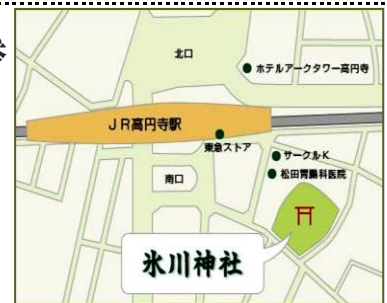 北口
ホテルアークタワー高円寺
JR高円寺駅
東急ストア
サークルK
南口
松田胃腸科医院
氷川神社